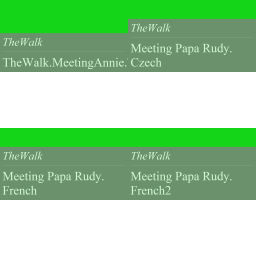 TheWalk
TheWalk.MeetingAnnie.
TheWalk
Meeting Papa Rudy.
Czech
TheWalk
Meeting Papa Rudy.
French
TheWalk
Meeting Papa Rudy.
French2